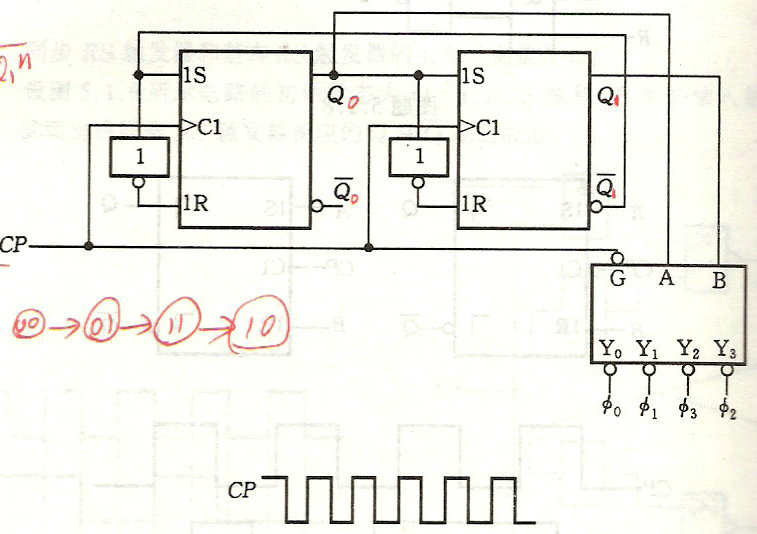 1S
Q₀
C1
1
Q̄₀
1R
1S
Q₁
C1
1
Q̄₁
1R
CP
G A B
Y₀ Y₁ Y₂ Y₃
ϕ₀ ϕ₁ ϕ₃ ϕ₂
00 → 01 → 11 → 10
CP